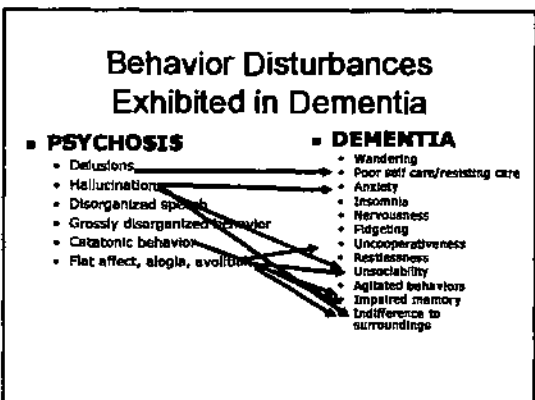 Behavior Disturbances
Exhibited in Dementia
PSYCHOSIS
Delusions
Hallucinations
Disorganized speech
Grossly disorganized behavior
Catatonic behavior
Flat affect, alogia, avolition
DEMENTIA
Wandering
Poor self care/resisting care
Anxiety
Insomnia
Nervousness
Fidgeting
Uncooperativeness
Restlessness
Unsociability
Agitated behaviors
Impaired memory
Indifference to
surroundings